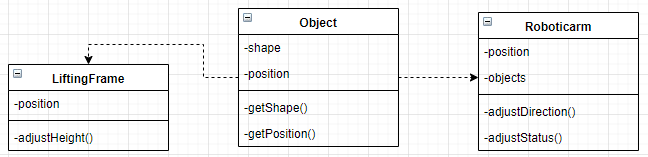 Object
-shape
-position
-getShape()
-getPosition()
Roboticarm
-position
-objects
-adjustDirection()
-adjustStatus()
LiftingFrame
-position
-adjustHeight()